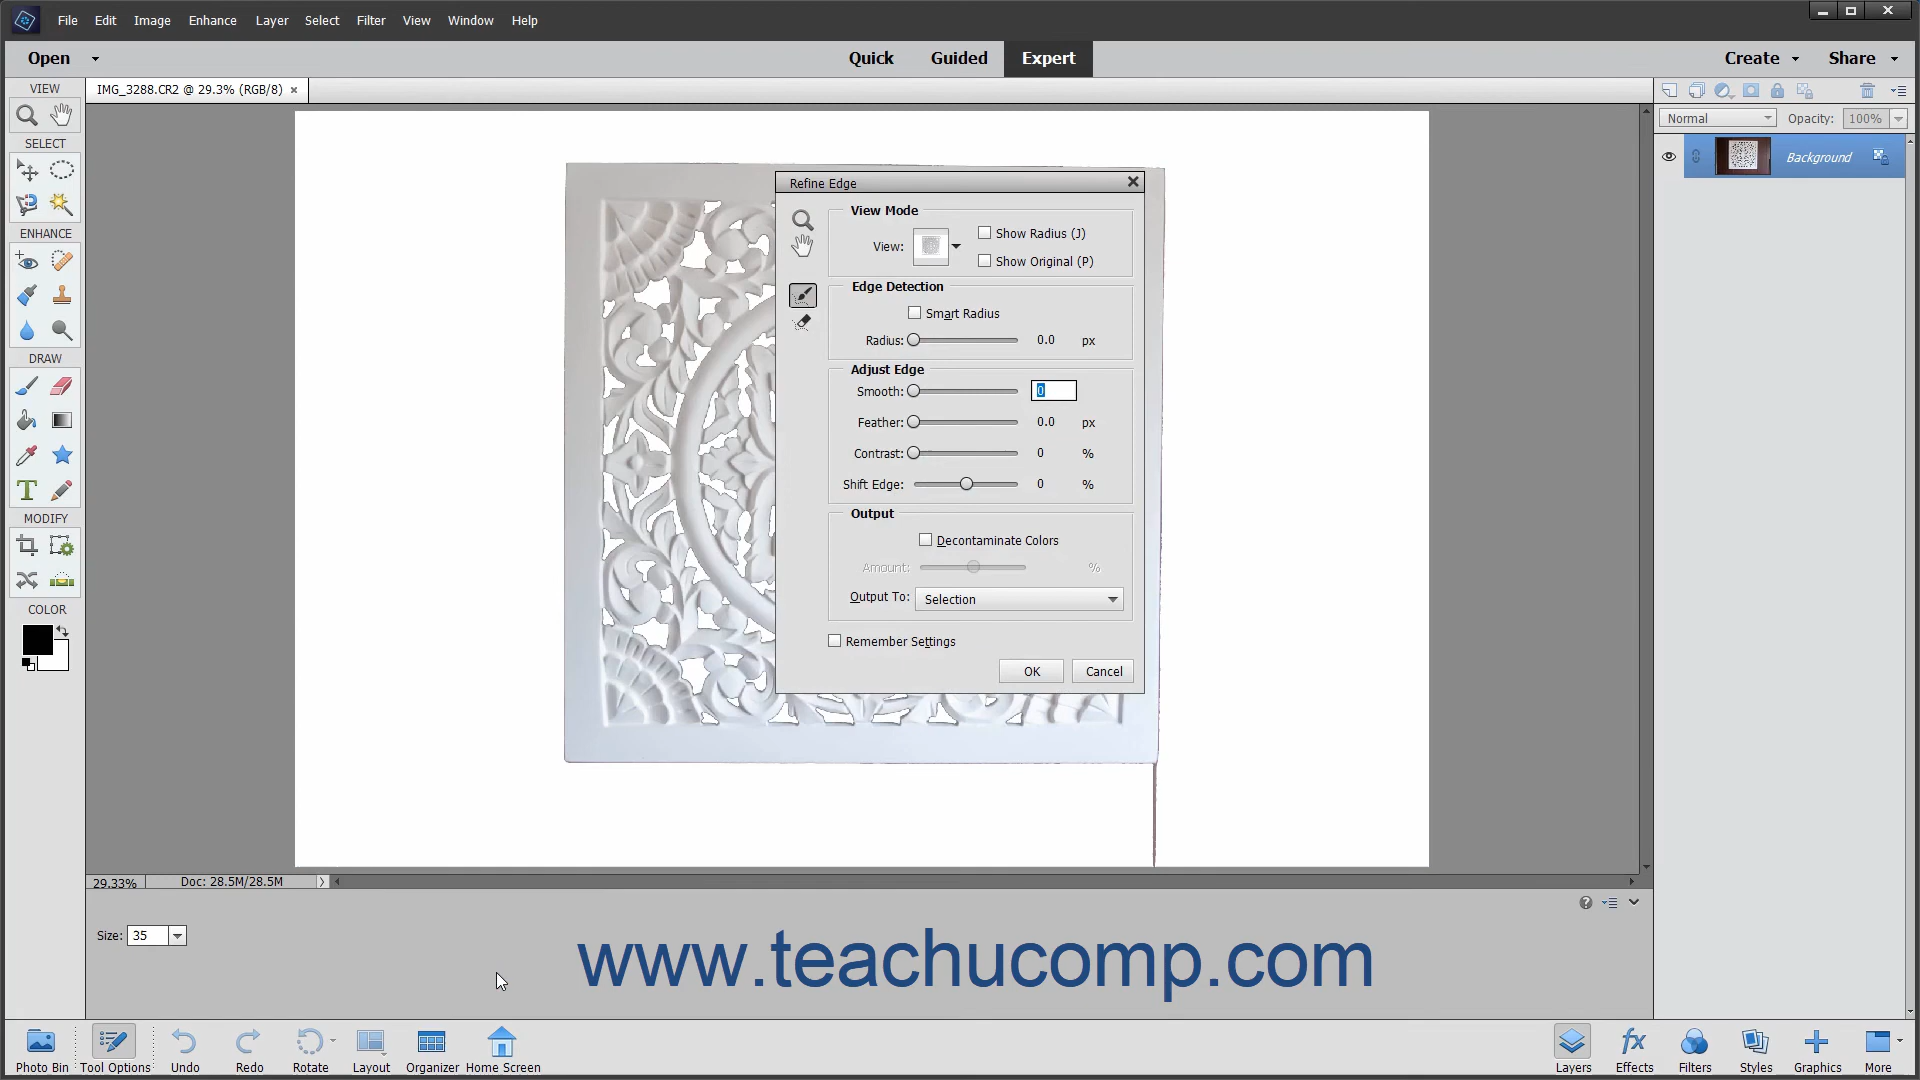 File Edit Image Enhance Layer Select Filter View Window Help
Open Quick Guided Expert Create Share
VIEW
IMG_3288.CR2 @ 29.3% (RGB/8) ×
Normal Opacity: 100%
Background
SELECT
ENHANCE
DRAW
MODIFY
COLOR
Refine Edge
View Mode
View:
Show Radius (J)
Show Original (P)
Edge Detection
Smart Radius
Radius: 0.0 px
Adjust Edge
Smooth: 0
Feather: 0.0 px
Contrast: 0 %
Shift Edge: 0 %
Output
Decontaminate Colors
Amount: %
Output To: Selection
Remember Settings
OK Cancel
29.33% Doc: 28.5M/28.5M
Size: 35
www.teachucomp.com
Photo Bin Tool Options Undo Redo Rotate Layout Organizer Home Screen
fx
Layers Effects Filters Styles Graphics More